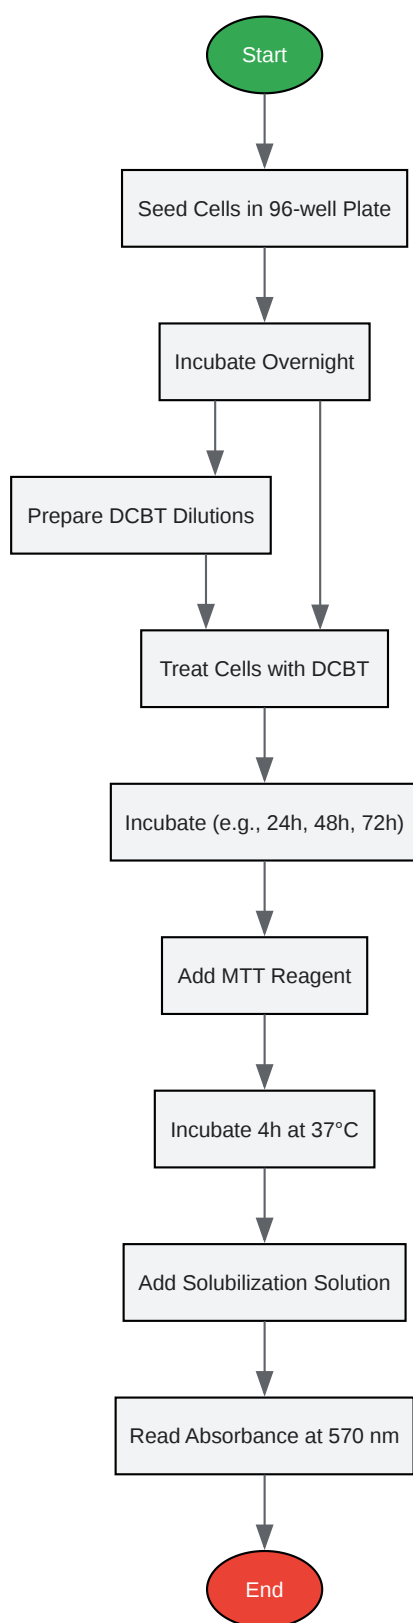 Start
Seed Cells in 96-well Plate
Incubate Overnight
Prepare DCBT Dilutions
Treat Cells with DCBT
Incubate (e.g., 24h, 48h, 72h)
Add MTT Reagent
Incubate 4h at 37°C
Add Solubilization Solution
Read Absorbance at 570 nm
End